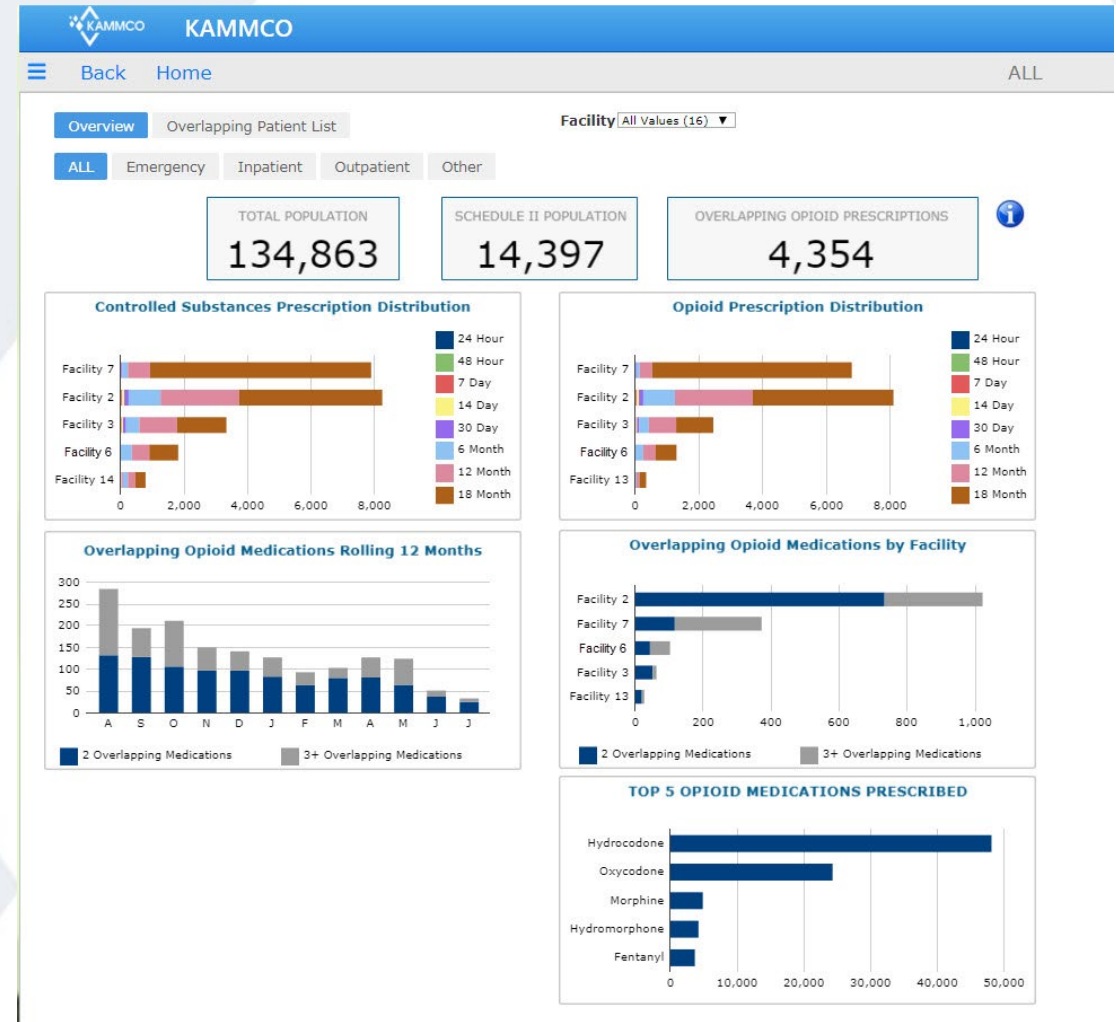 KAMMCO KAMMCO
Back Home ALL
Overview Overlapping Patient List Facility All Values (16) ▼
ALL Emergency Inpatient Outpatient Other
TOTAL POPULATION SCHEDULE II POPULATION OVERLAPPING OPIOID PRESCRIPTIONS
134,863 14,397 4,354
Controlled Substances Prescription Distribution
24 Hour
48 Hour
7 Day
14 Day
30 Day
6 Month
12 Month
18 Month
Facility 7
Facility 2
Facility 3
Facility 6
Facility 14
0 2,000 4,000 6,000 8,000
Opioid Prescription Distribution
24 Hour
48 Hour
7 Day
14 Day
30 Day
6 Month
12 Month
18 Month
Facility 7
Facility 2
Facility 3
Facility 6
Facility 13
0 2,000 4,000 6,000 8,000
Overlapping Opioid Medications Rolling 12 Months
300
250
200
150
100
50
0
A S O N D J F M A M J J
2 Overlapping Medications 3+ Overlapping Medications
Overlapping Opioid Medications by Facility
Facility 2
Facility 7
Facility 6
Facility 3
Facility 13
0 200 400 600 800 1,000
2 Overlapping Medications 3+ Overlapping Medications
TOP 5 OPIOID MEDICATIONS PRESCRIBED
Hydrocodone
Oxycodone
Morphine
Hydromorphone
Fentanyl
0 10,000 20,000 30,000 40,000 50,000